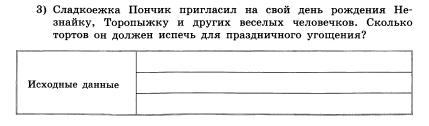 3) Сладкоежка Пончик пригласил на свой день рождения Не-
знайку, Торопыжку и других веселых человечков. Сколько
тортов он должен испечь для праздничного угощения?
Исходные данные